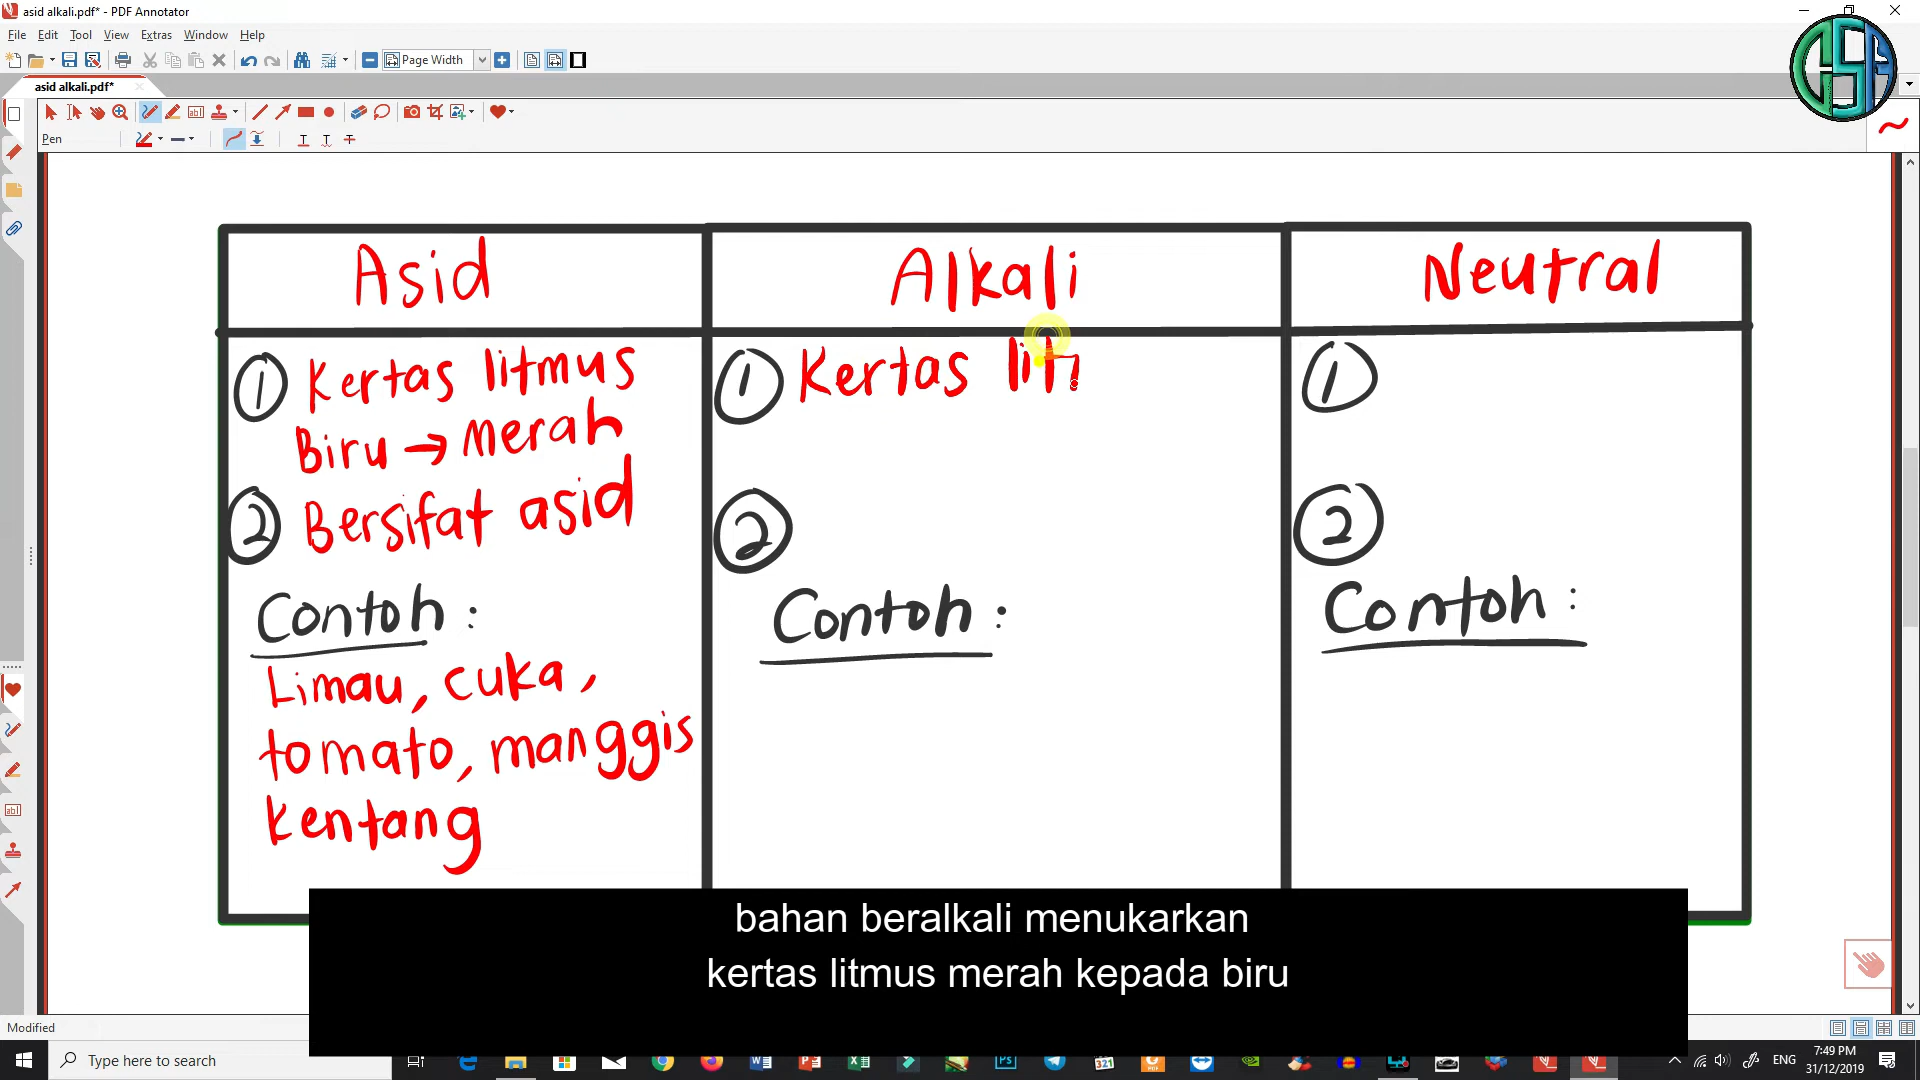 asid alkali.pdf* - PDF Annotator
File Edit Tool View Extras Window Help
Page Width
asid alkali.pdf*
Pen
Asid Alkali Neutral
① Kertas litmus
Biru → merah
② Bersifat asid
Contoh :
Limau, cuka,
tomato, manggis
kentang
① Kertas lit
②
Contoh :
①
②
Contoh :
bahan beralkali menukarkan
kertas litmus merah kepada biru
Modified
Type here to search
ENG
7:49 PM
31/12/2019